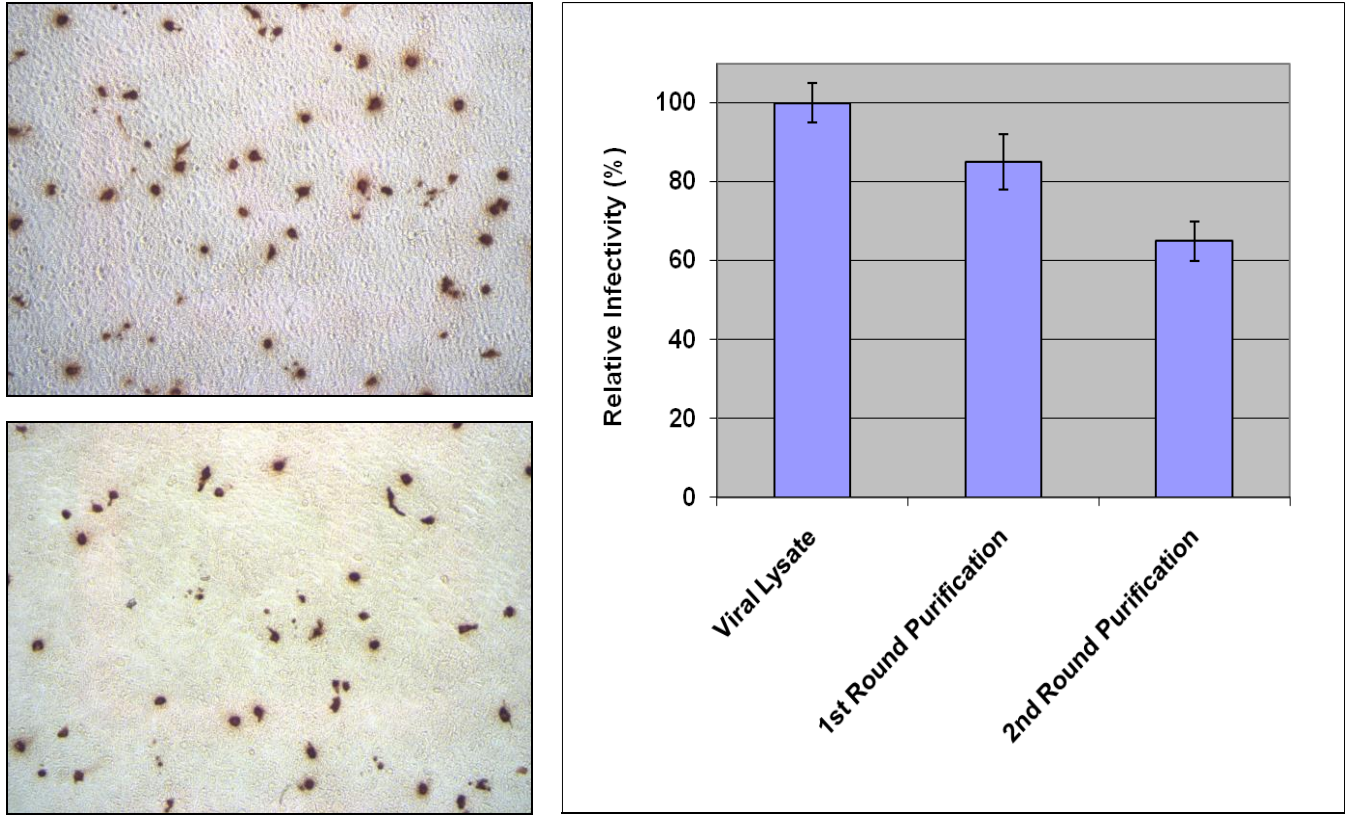 Relative Infectivity (%)
100
80
60
40
20
0
Viral Lysate
1st Round Purification
2nd Round Purification